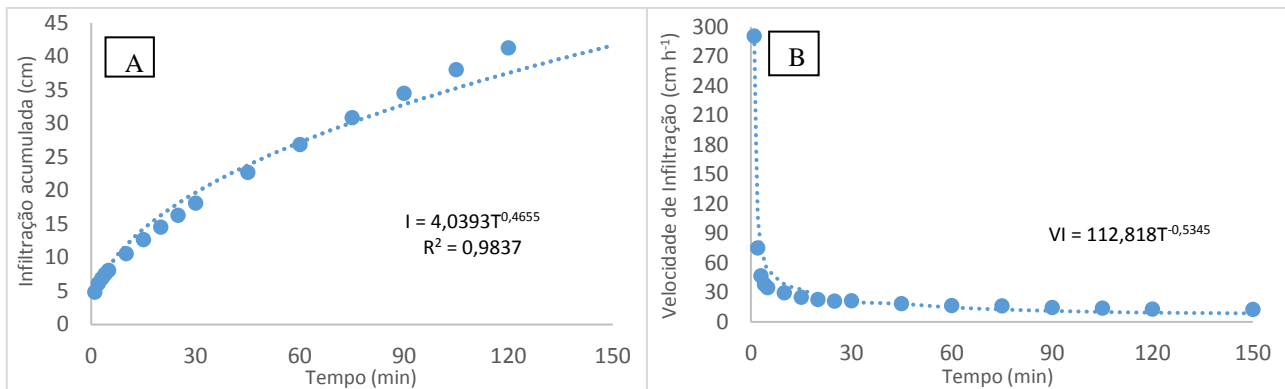 A
Infiltração acumulada (cm)
45
40
35
30
25
20
15
10
5
0
I = 4,0393T^0,4655
R² = 0,9837
0 30 60 90 120 150
Tempo (min)
B
Velocidade de Infiltração (cm h⁻¹)
300
270
240
210
180
150
120
90
60
30
0
VI = 112,818T^-0,5345
0 30 60 90 120 150
Tempo (min)